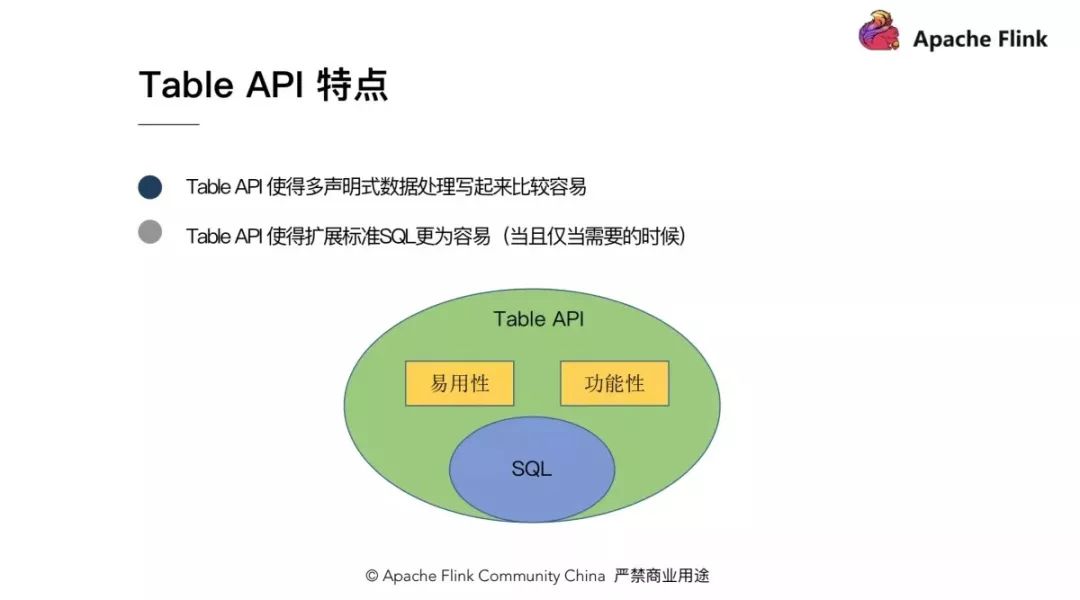 Apache Flink
Table API 特点
Table API 使得多声明式数据处理写起来比较容易
Table API 使得扩展标准SQL更为容易（当且仅当需要的时候）
Table API
易用性
功能性
SQL
© Apache Flink Community China 严禁商业用途